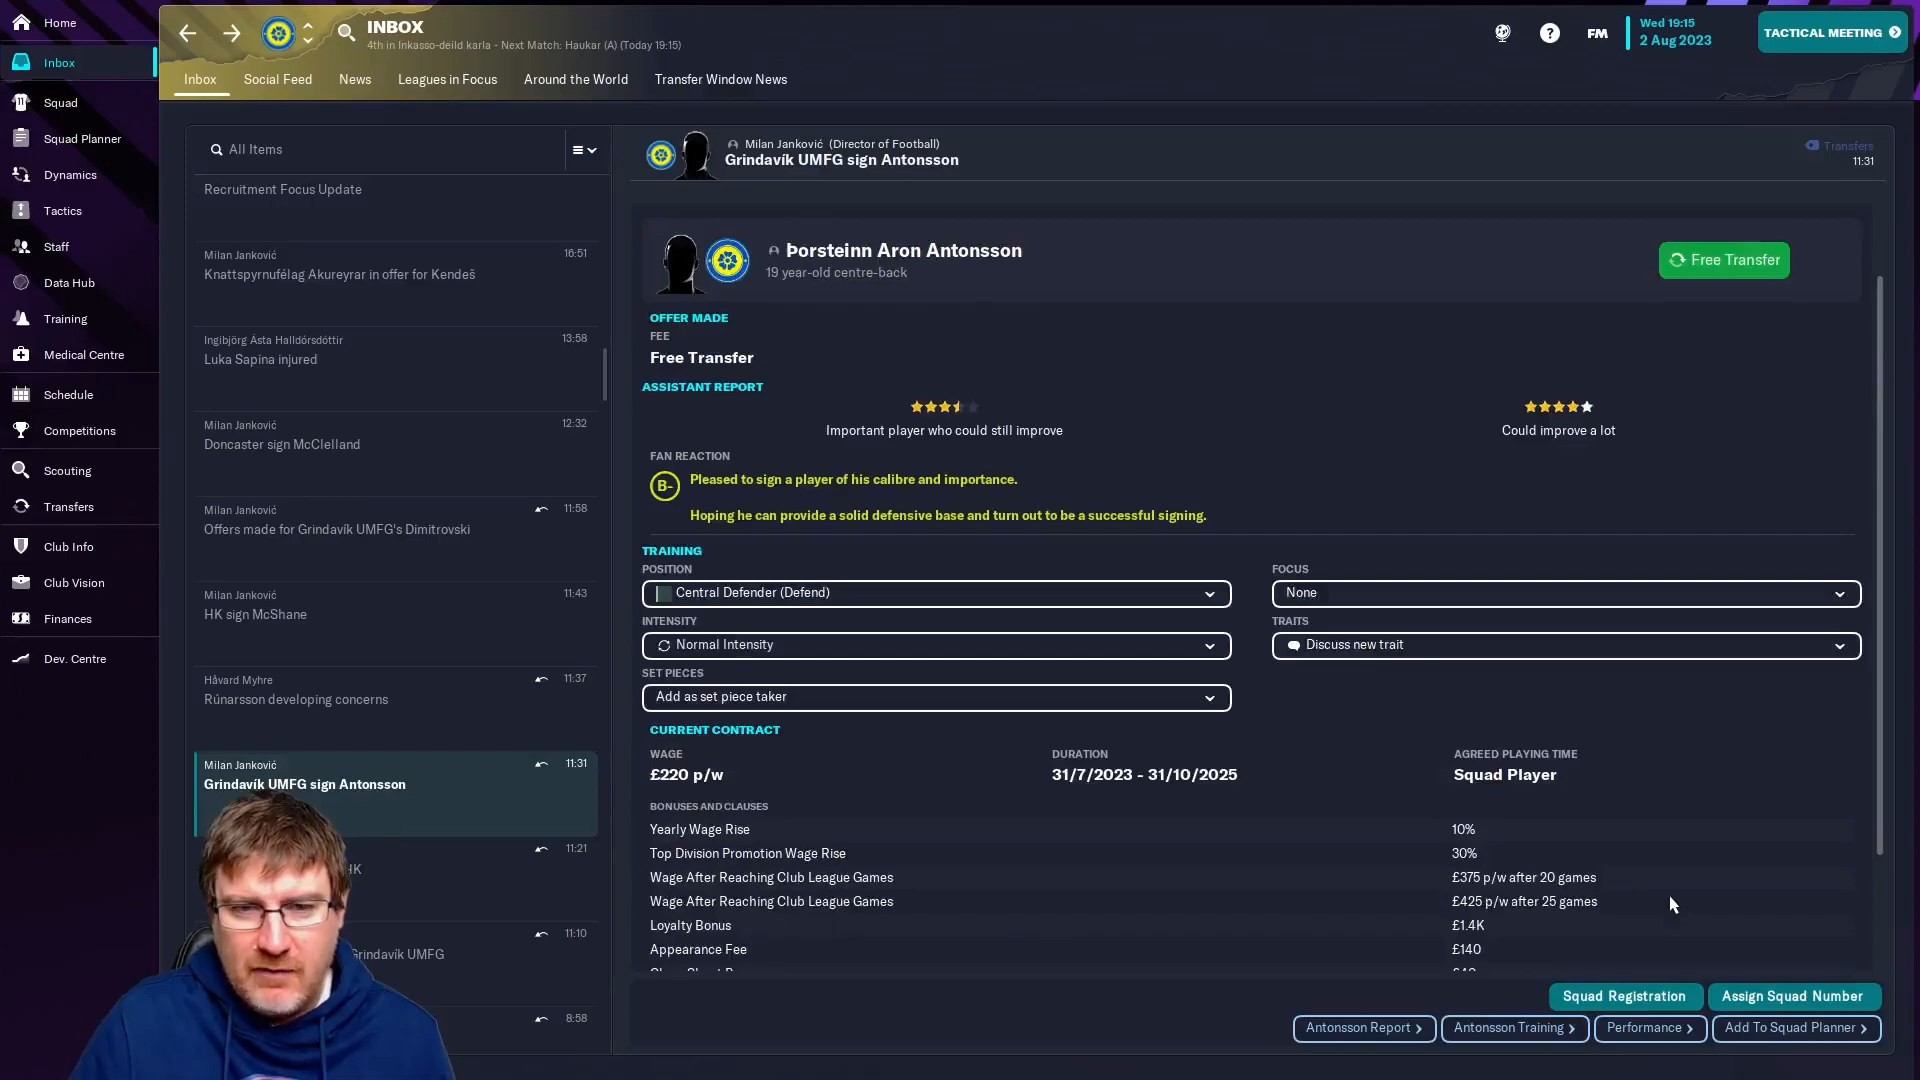 Home
Inbox
Squad
Squad Planner
Dynamics
Tactics
Staff
Data Hub
Training
Medical Centre
Schedule
Competitions
Scouting
Transfers
Club Info
Club Vision
Finances
Dev. Centre
INBOX
4th in Inkasso-deild karla - Next Match: Haukar (A) (Today 19:15)
FM
Wed 19:15
2 Aug 2023
TACTICAL MEETING
Inbox
Social Feed
News
Leagues in Focus
Around the World
Transfer Window News
All Items
Recruitment Focus Update
Milan Janković 16:51
Knattspyrnufélag Akureyrar in offer for Kendeš
Ingibjörg Ásta Halldórsdóttir 13:58
Luka Sapina injured
Milan Janković 12:32
Doncaster sign McClelland
Milan Janković 11:58
Offers made for Grindavík UMFG's Dimitrovski
Milan Janković 11:43
HK sign McShane
Håvard Myhre 11:37
Rúnarsson developing concerns
Milan Janković 11:31
Grindavík UMFG sign Antonsson
11:21
HK
11:10
Grindavík UMFG
8:58
Milan Janković (Director of Football)
Grindavík UMFG sign Antonsson
Transfers
11:31
Þorsteinn Aron Antonsson
19 year-old centre-back
Free Transfer
OFFER MADE
FEE
Free Transfer
ASSISTANT REPORT
Important player who could still improve
Could improve a lot
FAN REACTION
B-
Pleased to sign a player of his calibre and importance.
Hoping he can provide a solid defensive base and turn out to be a successful signing.
TRAINING
POSITION
Central Defender (Defend)
FOCUS
None
INTENSITY
Normal Intensity
TRAITS
Discuss new trait
SET PIECES
Add as set piece taker
CURRENT CONTRACT
WAGE
£220 p/w
DURATION
31/7/2023 - 31/10/2025
AGREED PLAYING TIME
Squad Player
BONUSES AND CLAUSES
Yearly Wage Rise 10%
Top Division Promotion Wage Rise 30%
Wage After Reaching Club League Games £375 p/w after 20 games
Wage After Reaching Club League Games £425 p/w after 25 games
Loyalty Bonus £1.4K
Appearance Fee £140
Squad Registration
Assign Squad Number
Antonsson Report
Antonsson Training
Performance
Add To Squad Planner